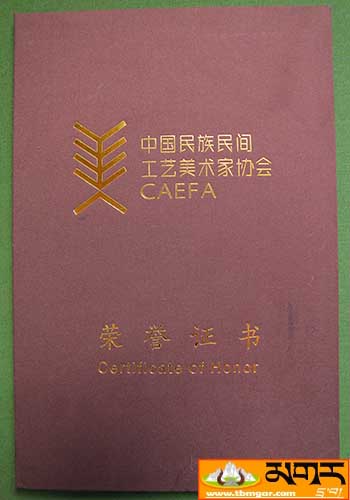 中国民族民间
工艺美术家协会
CAEFA
荣誉证书
Certificate of Honor
མགར
www.tbmgar.com